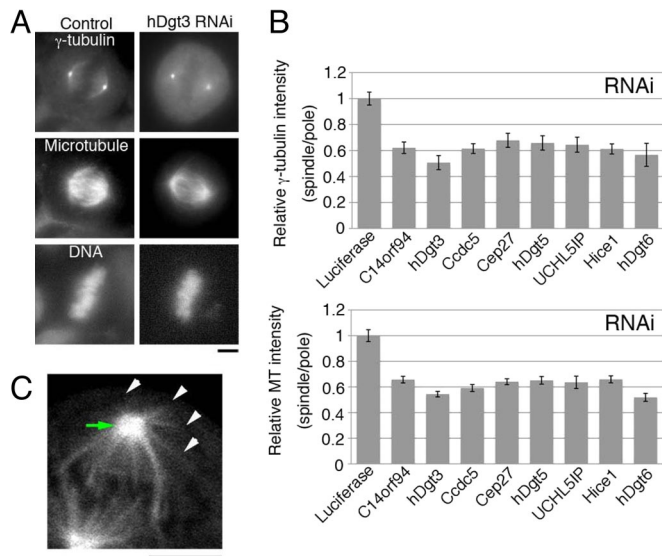 A
Control
hDgt3 RNAi
γ-tubulin
Microtubule
DNA
B
Relative γ-tubulin intensity
(spindle/pole)
1.2
1
0.8
0.6
0.4
0.2
0
RNAi
Luciferase
C14orf94
hDgt3
Ccdc5
Cep27
hDgt5
UCHL5IP
Hice1
hDgt6
Relative MT intensity
(spindle/pole)
1.2
1
0.8
0.6
0.4
0.2
0
RNAi
Luciferase
C14orf94
hDgt3
Ccdc5
Cep27
hDgt5
UCHL5IP
Hice1
hDgt6
C